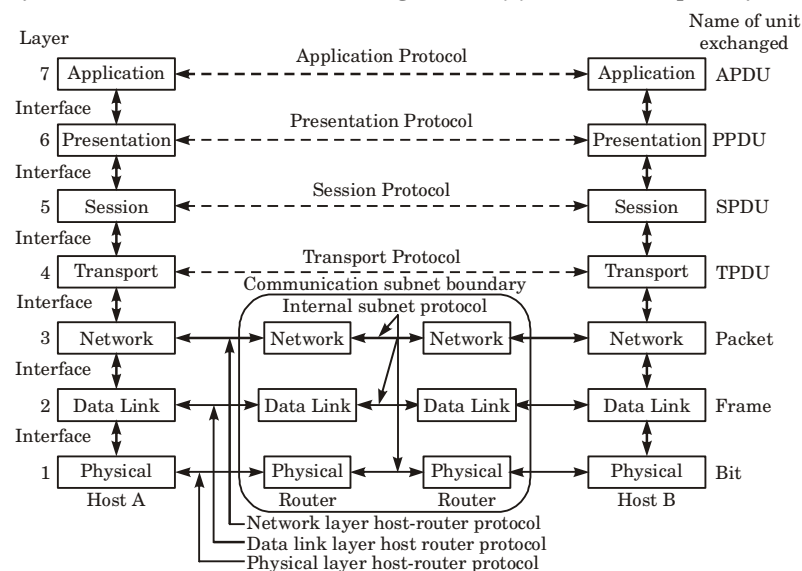 Name of unit
exchanged
Layer
7 Application Application Protocol Application APDU
Interface
6 Presentation Presentation Protocol Presentation PPDU
Interface
5 Session Session Protocol Session SPDU
Interface
4 Transport Transport Protocol Transport TPDU
Communication subnet boundary
Interface Internal subnet protocol
3 Network Network Network Network Packet
Interface
2 Data Link Data Link Data Link Data Link Frame
Interface
1 Physical Physical Physical Physical Bit
Host A Router Router Host B
Network layer host-router protocol
Data link layer host router protocol
Physical layer host-router protocol